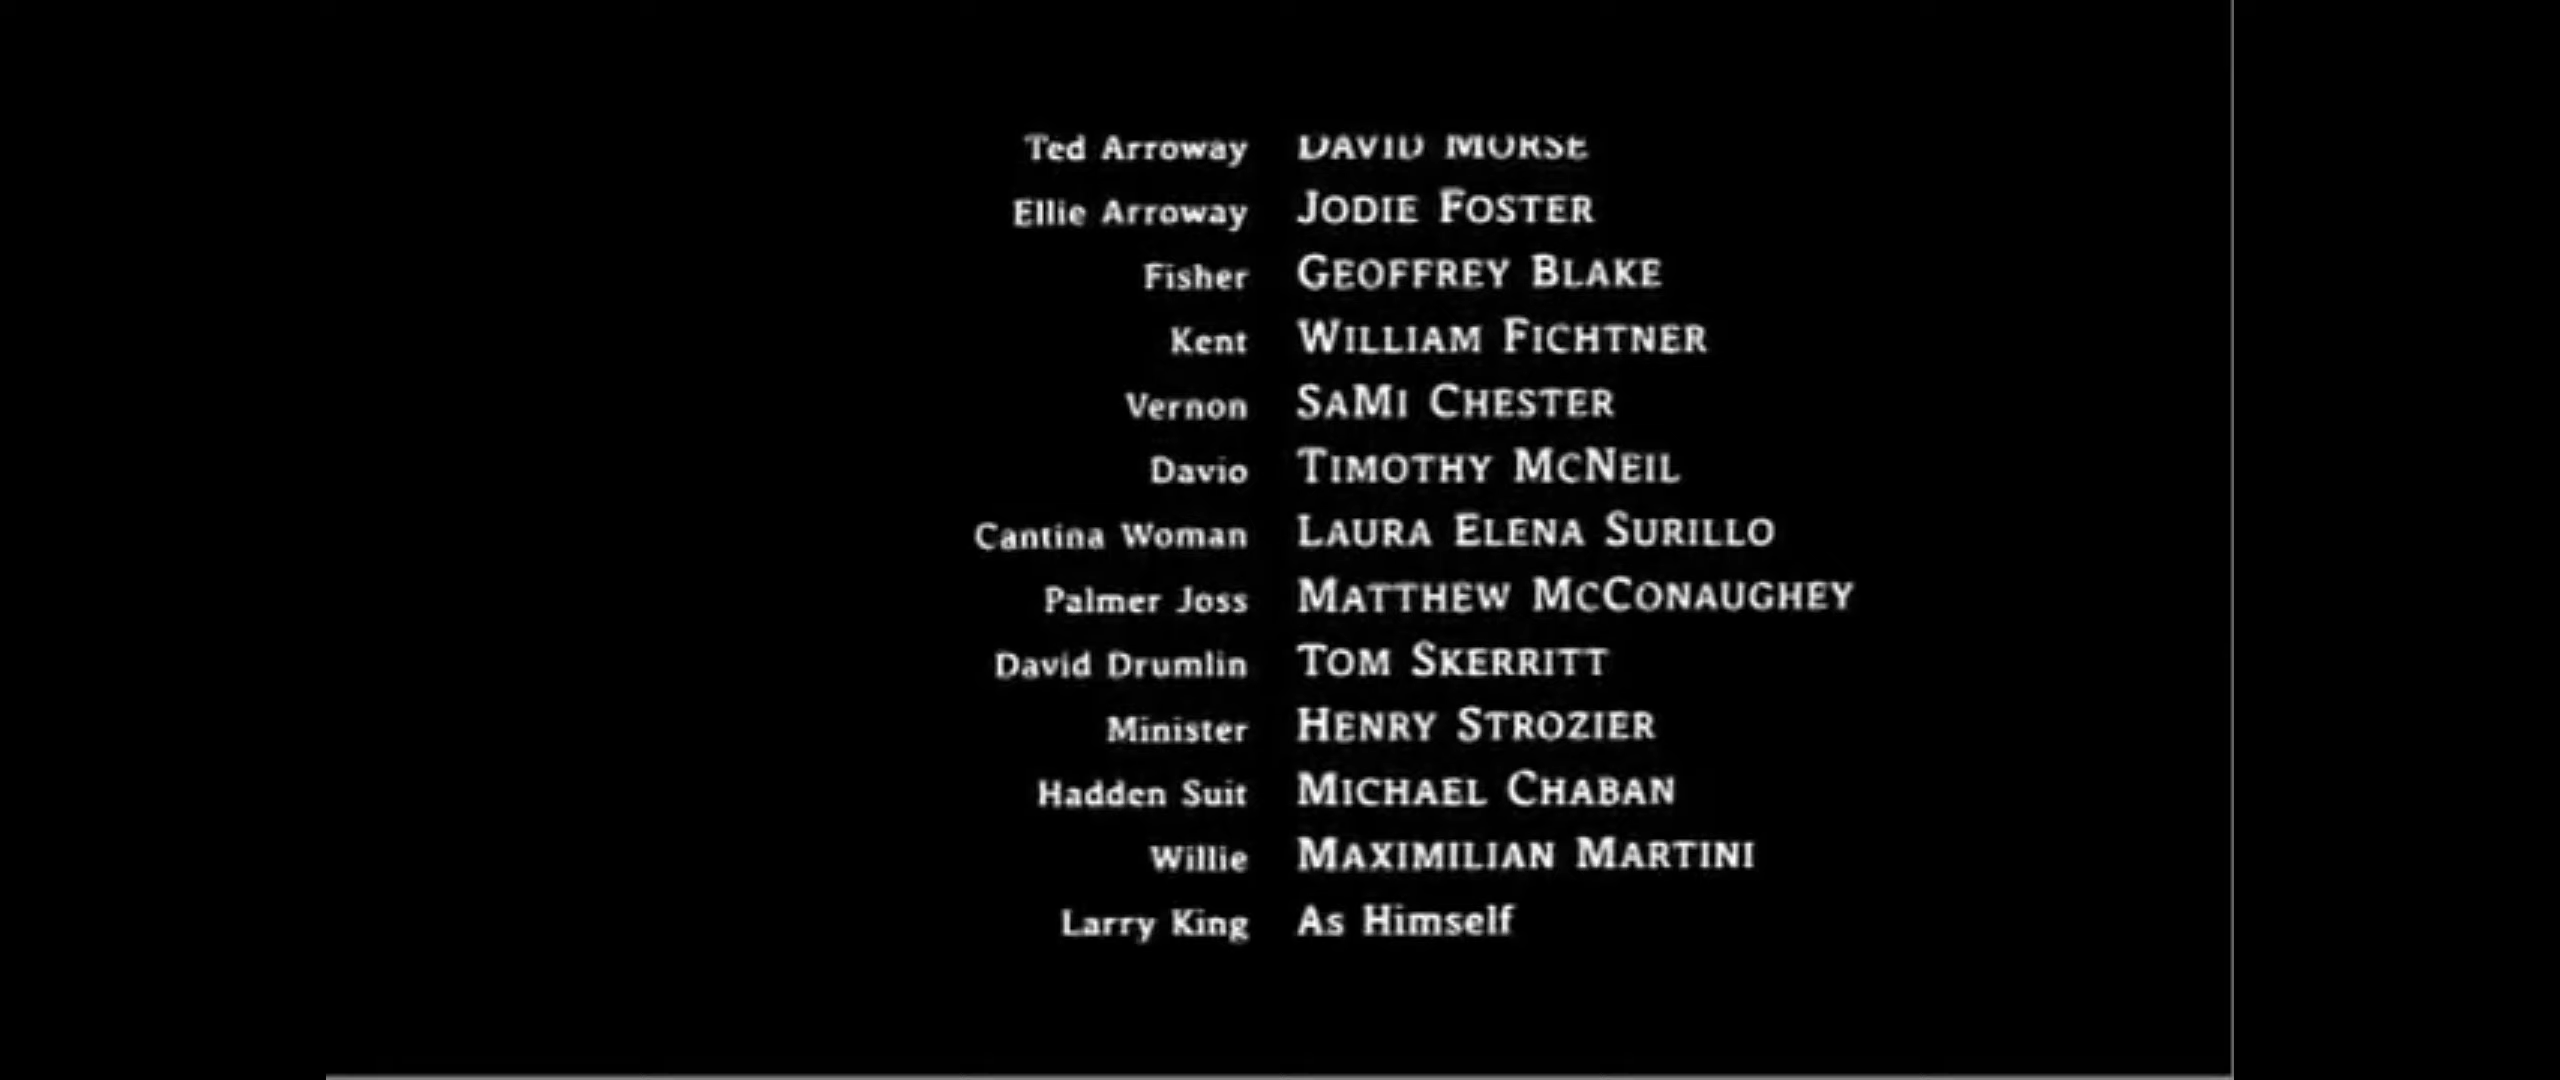 Ted Arroway DAVID MORSE
Ellie Arroway JODIE FOSTER
Fisher GEOFFREY BLAKE
Kent WILLIAM FICHTNER
Vernon SAMI CHESTER
Davio TIMOTHY MCNEIL
Cantina Woman LAURA ELENA SURILLO
Palmer Joss MATTHEW MCCONAUGHEY
David Drumlin TOM SKERRITT
Minister HENRY STROZIER
Hadden Suit MICHAEL CHABAN
Willie MAXIMILIAN MARTINI
Larry King As Himself